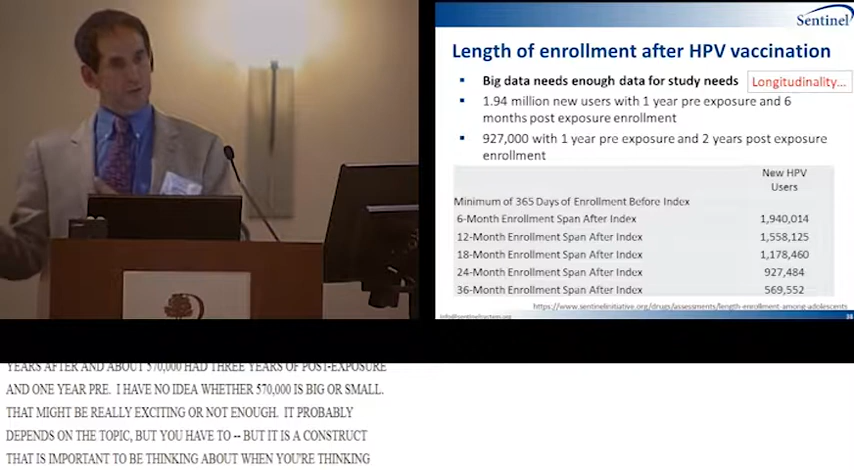 Sentinel
Length of enrollment after HPV vaccination
▪ Big data needs enough data for study needs
Longitudinality...
▪ 1.94 million new users with 1 year pre exposure and 6
months post exposure enrollment
▪ 927,000 with 1 year pre exposure and 2 years post exposure
enrollment
New HPV
Users
Minimum of 365 Days of Enrollment Before Index
6-Month Enrollment Span After Index 1,940,014
12-Month Enrollment Span After Index 1,558,125
18-Month Enrollment Span After Index 1,178,460
24-Month Enrollment Span After Index 927,484
36-Month Enrollment Span After Index 569,552
https://www.sentinelinitiative.org/drugs/assessments/length-enrollment-among-adolescents
38
YEARS AFTER AND ABOUT 570,000 HAD THREE YEARS OF POST-EXPOSURE
AND ONE YEAR PRE. I HAVE NO IDEA WHETHER 570,000 IS BIG OR SMALL.
THAT MIGHT BE REALLY EXCITING OR NOT ENOUGH. IT PROBABLY
DEPENDS ON THE TOPIC, BUT YOU HAVE TO -- BUT IT IS A CONSTRUCT
THAT IS IMPORTANT TO BE THINKING ABOUT WHEN YOU'RE THINKING